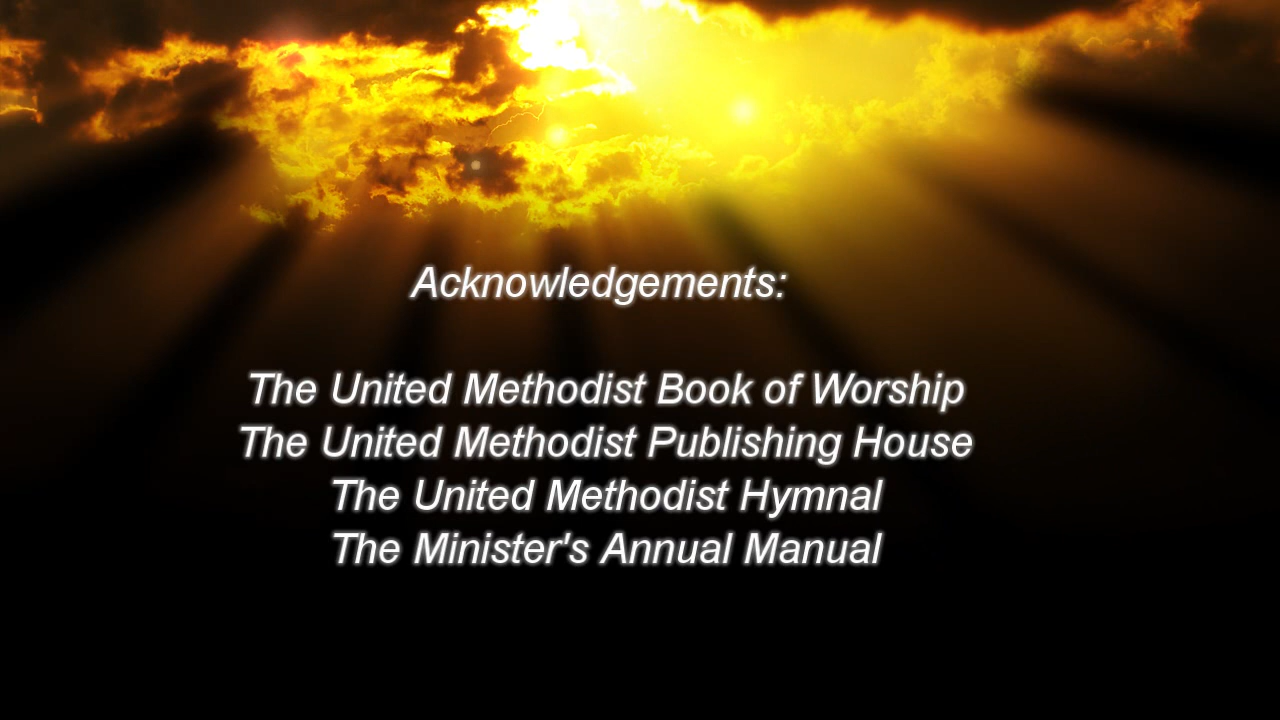 Acknowledgements:
The United Methodist Book of Worship
The United Methodist Publishing House
The United Methodist Hymnal
The Minister's Annual Manual